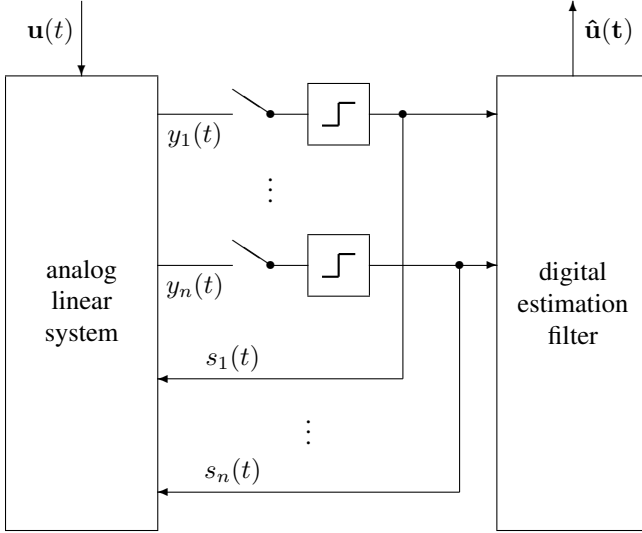 u(t)
û(t)
y₁(t)
⋮
yₙ(t)
analog
linear
system
digital
estimation
filter
s₁(t)
⋮
sₙ(t)